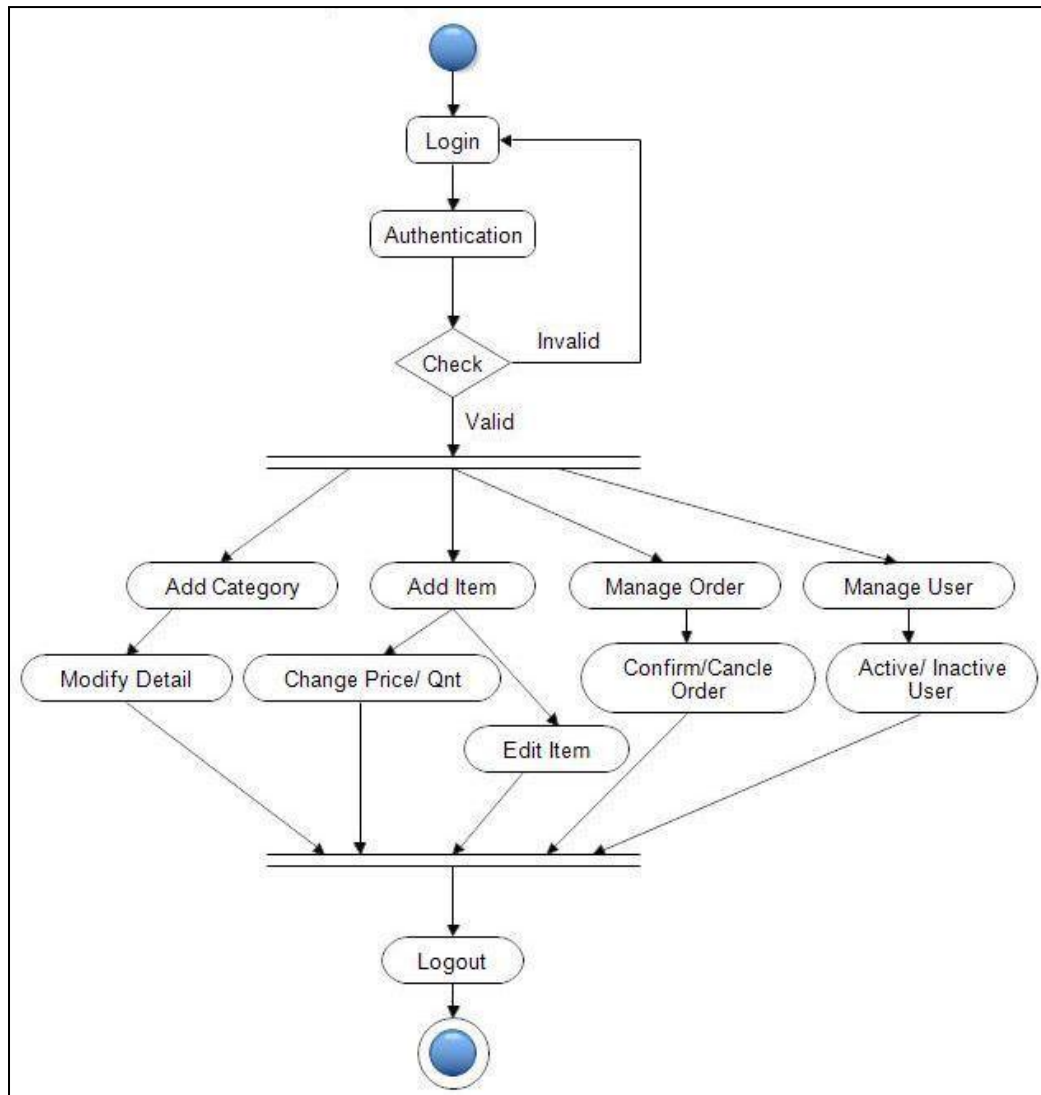 Login
Authentication
Invalid
Check
Valid
Add Category
Add Item
Manage Order
Manage User
Modify Detail
Change Price/ Qnt
Confirm/Cancle
Order
Active/ Inactive
User
Edit Item
Logout